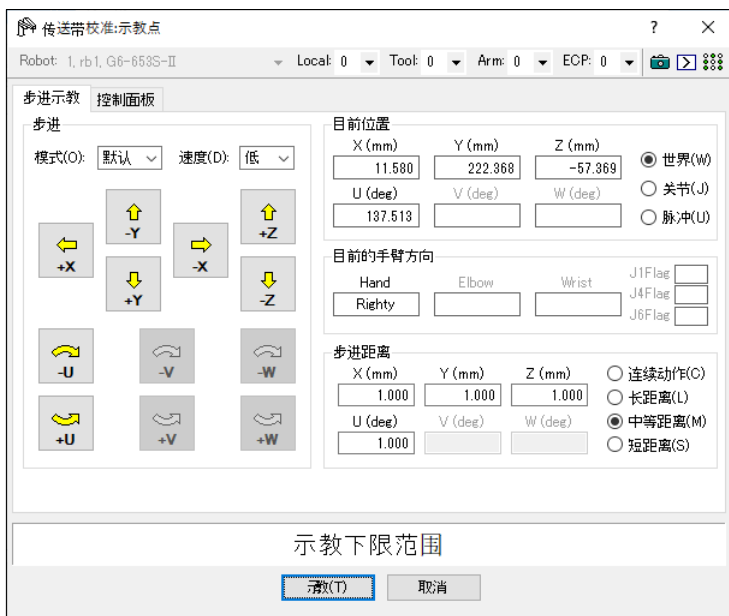 传送带校准:示教点
Robot: 1, rb1, G6-653S-II Local: 0 Tool: 0 Arm: 0 ECP: 0
步进示教 控制面板
步进
模式(O): 默认 速度(D): 低
-Y
+Z
+X
-X
+Y
-Z
-U -V -W
+U +V +W
目前位置
X (mm) Y (mm) Z (mm)
11.580 222.368 -57.369
U (deg) V (deg) W (deg)
137.513
世界(W)
关节(J)
脉冲(U)
目前的手臂方向
Hand Elbow Wrist
Righty
J1Flag
J4Flag
J6Flag
步进距离
X (mm) Y (mm) Z (mm)
1.000 1.000 1.000
U (deg) V (deg) W (deg)
1.000
连续动作(C)
长距离(L)
中等距离(M)
短距离(S)
示教下限范围
示教(T) 取消